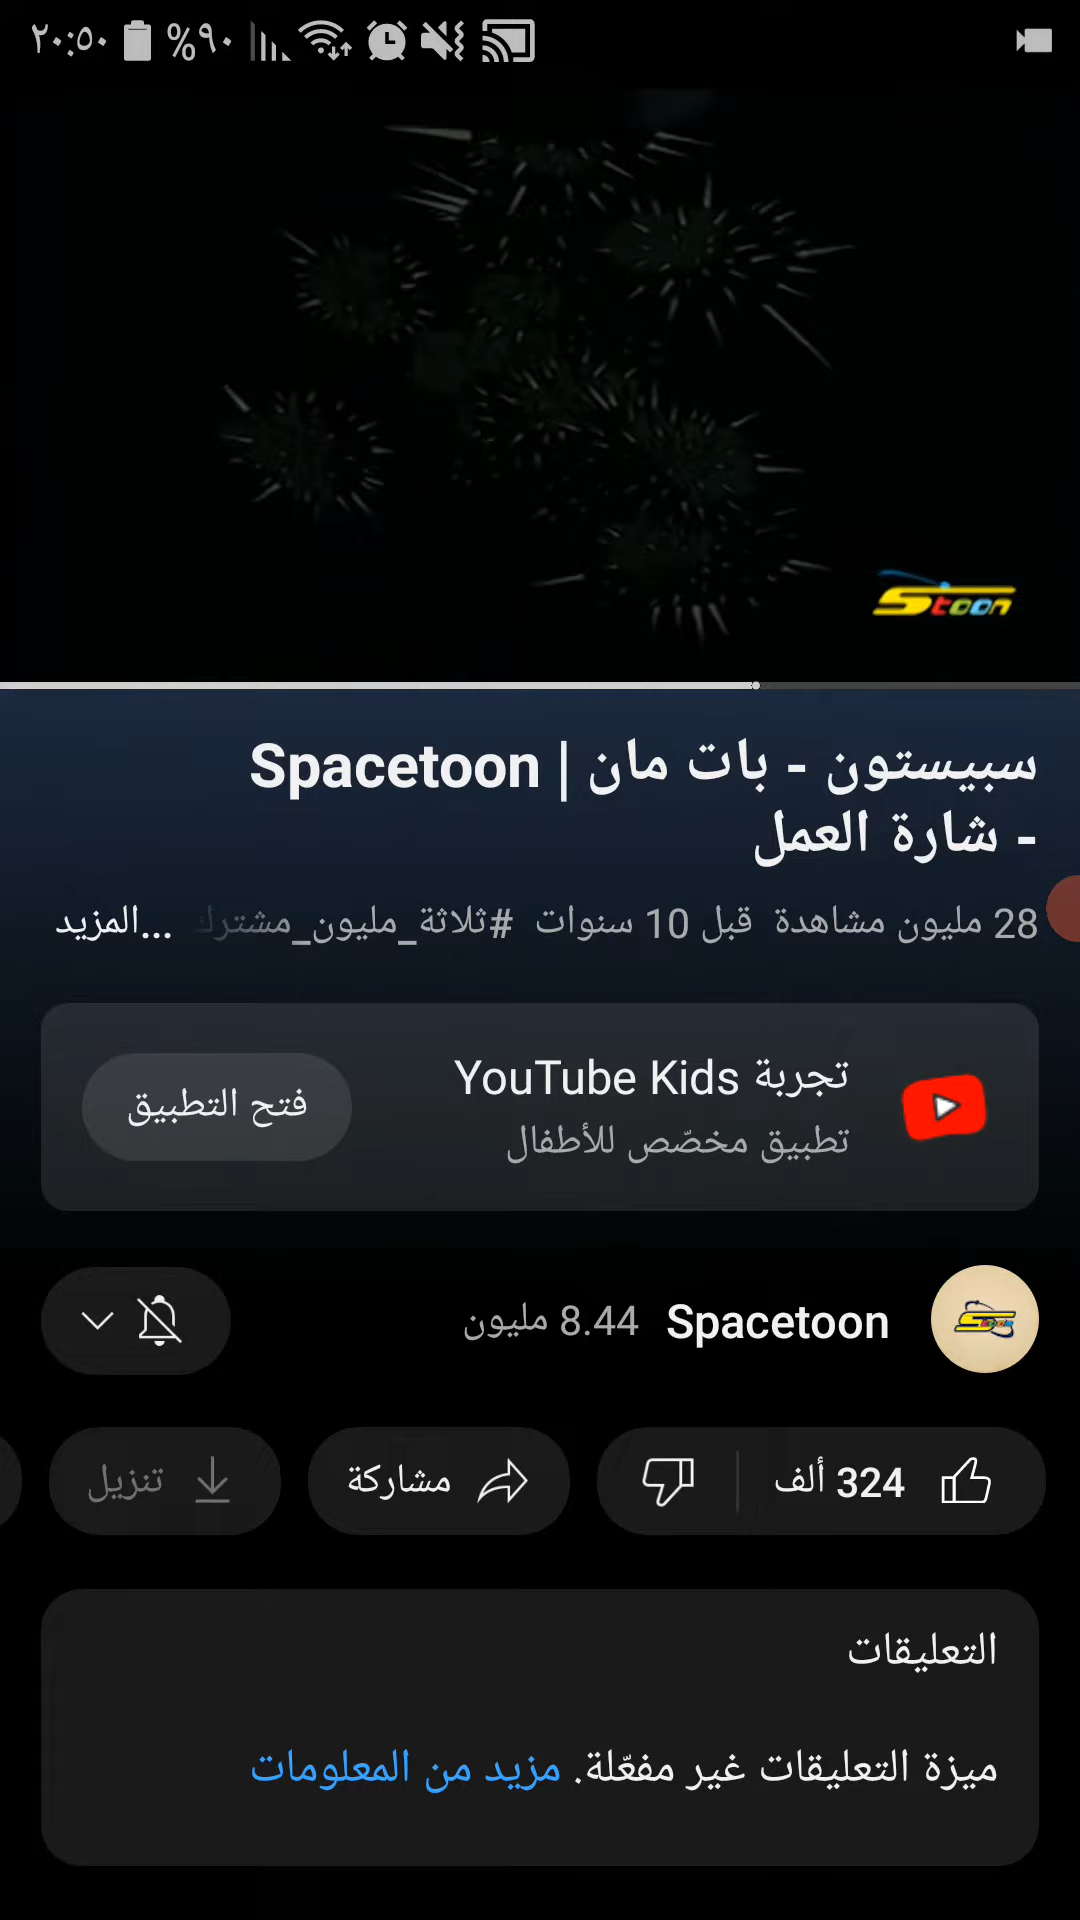 ٢٠:٥٠ %٩٠
Stoon
سبيستون - بات مان | Spacetoon
- شارة العمل
28 مليون مشاهدة قبل 10 سنوات #ثلاثة_مليون_مشترك ...المزيد
تجربة YouTube Kids
تطبيق مخصّص للأطفال
فتح التطبيق
Spacetoon 8.44 مليون
324 ألف
مشاركة
تنزيل
التعليقات
ميزة التعليقات غير مفعّلة. مزيد من المعلومات